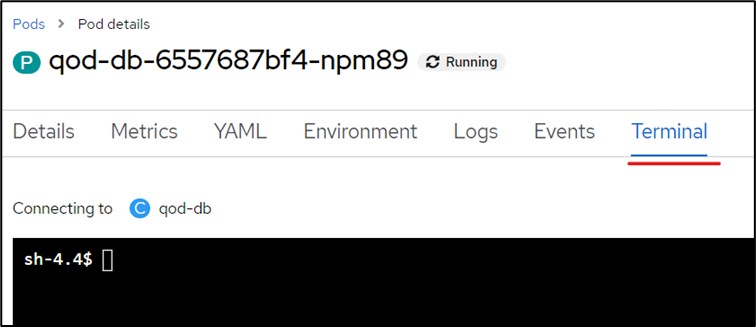 Pods > Pod details
P qod-db-6557687bf4-npm89 Running
Details Metrics YAML Environment Logs Events Terminal
Connecting to C qod-db
sh-4.4$